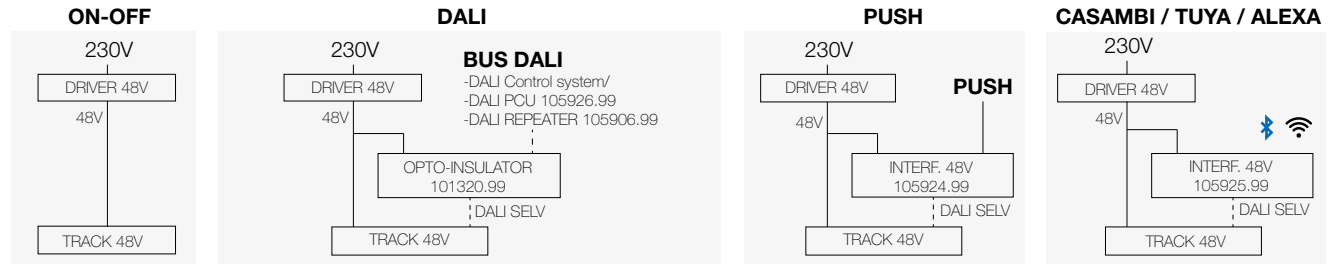 ON-OFF
230V
DRIVER 48V
48V
TRACK 48V
DALI
230V
DRIVER 48V
48V
BUS DALI
-DALI Control system/
-DALI PCU 105926.99
-DALI REPEATER 105906.99
OPTO-INSULATOR
101320.99
DALI SELV
TRACK 48V
PUSH
230V
DRIVER 48V
48V
PUSH
INTERF. 48V
105924.99
DALI SELV
TRACK 48V
CASAMBI / TUYA / ALEXA
230V
DRIVER 48V
48V
INTERF. 48V
105925.99
DALI SELV
TRACK 48V